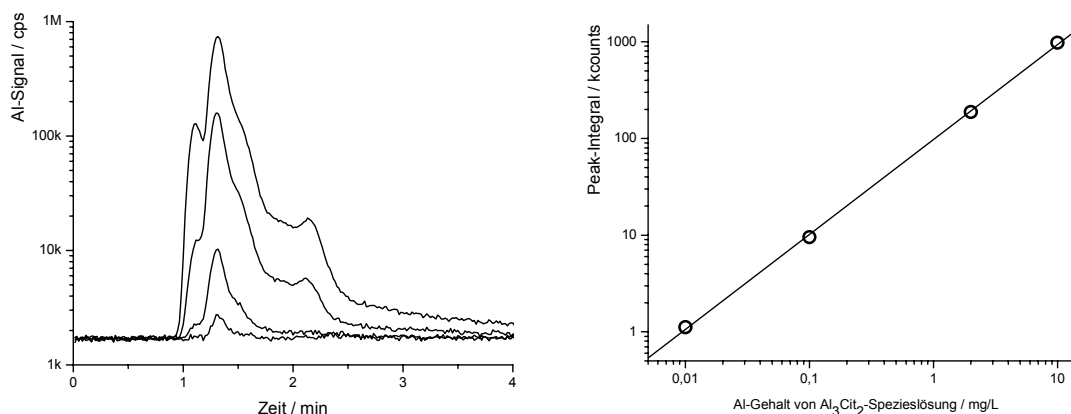 Al-Signal / cps
1M
100k
10k
1k
0
1
2
3
4
Zeit / min
Peak-Integral / kcounts
1000
100
10
1
0,01
0,1
1
10
Al-Gehalt von Al3Cit2-Spezieslösung / mg/L